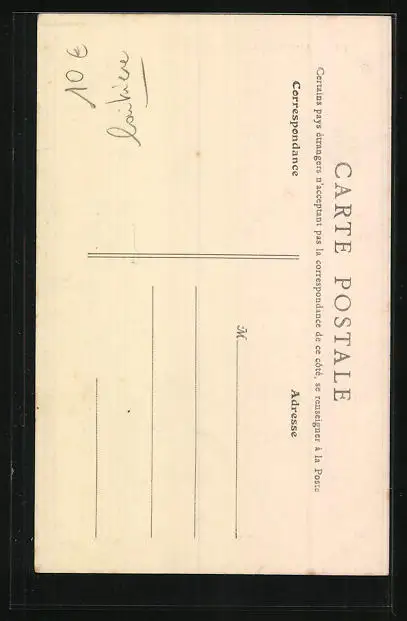 CARTE POSTALE
Certains pays étrangers n'acceptant pas la correspondance de ce côté, se renseigner à la Poste
Correspondance
Adresse
M
10 €
laitière